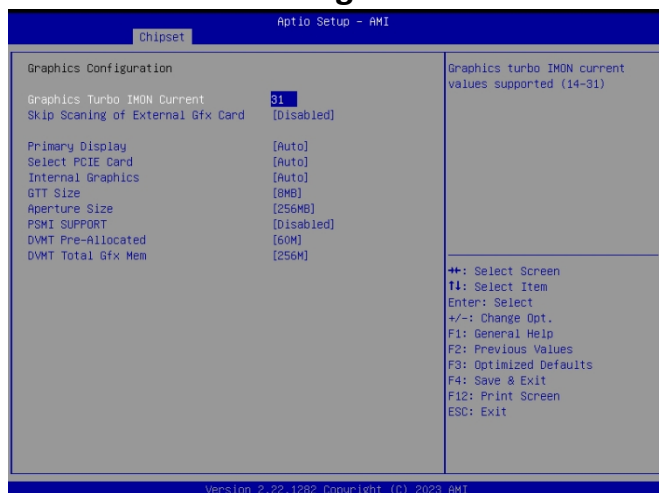 Aptio Setup - AMI
Chipset
Graphics Configuration
Graphics Turbo IMON Current 31
Skip Scaning of External Gfx Card [Disabled]
Primary Display [Auto]
Select PCIE Card [Auto]
Internal Graphics [Auto]
GTT Size [8MB]
Aperture Size [256MB]
PSMI SUPPORT [Disabled]
DVMT Pre-Allocated [60M]
DVMT Total Gfx Mem [256M]
Graphics turbo IMON current
values supported (14-31)
→←: Select Screen
↑↓: Select Item
Enter: Select
+/-: Change Opt.
F1: General Help
F2: Previous Values
F3: Optimized Defaults
F4: Save & Exit
F12: Print Screen
ESC: Exit
Version 2.22.1282 Copyright (C) 2023 AMI